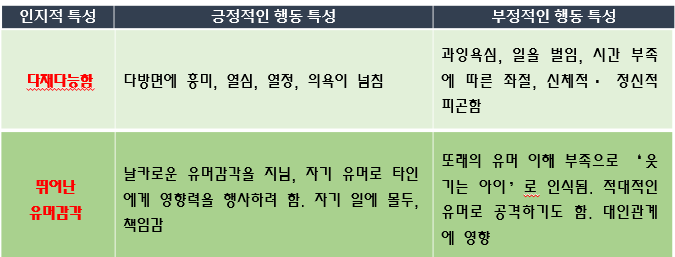 인지적 특성
긍정적인 행동 특성
부정적인 행동 특성
다재다능함
다방면에 흥미, 열심, 열정, 의욕이 넘침
과잉욕심, 일을 벌임, 시간 부족
에 따른 좌절, 신체적· 정신적
피곤함
뛰어난
유머감각
날카로운 유머감각을 지님, 자기 유머로 타인
에게 영향력을 행사하려 함. 자기 일에 몰두,
책임감
또래의 유머 이해 부족으로 ‘웃
기는 아이’로 인식됨. 적대적인
유머로 공격하기도 함. 대인관계
에 영향